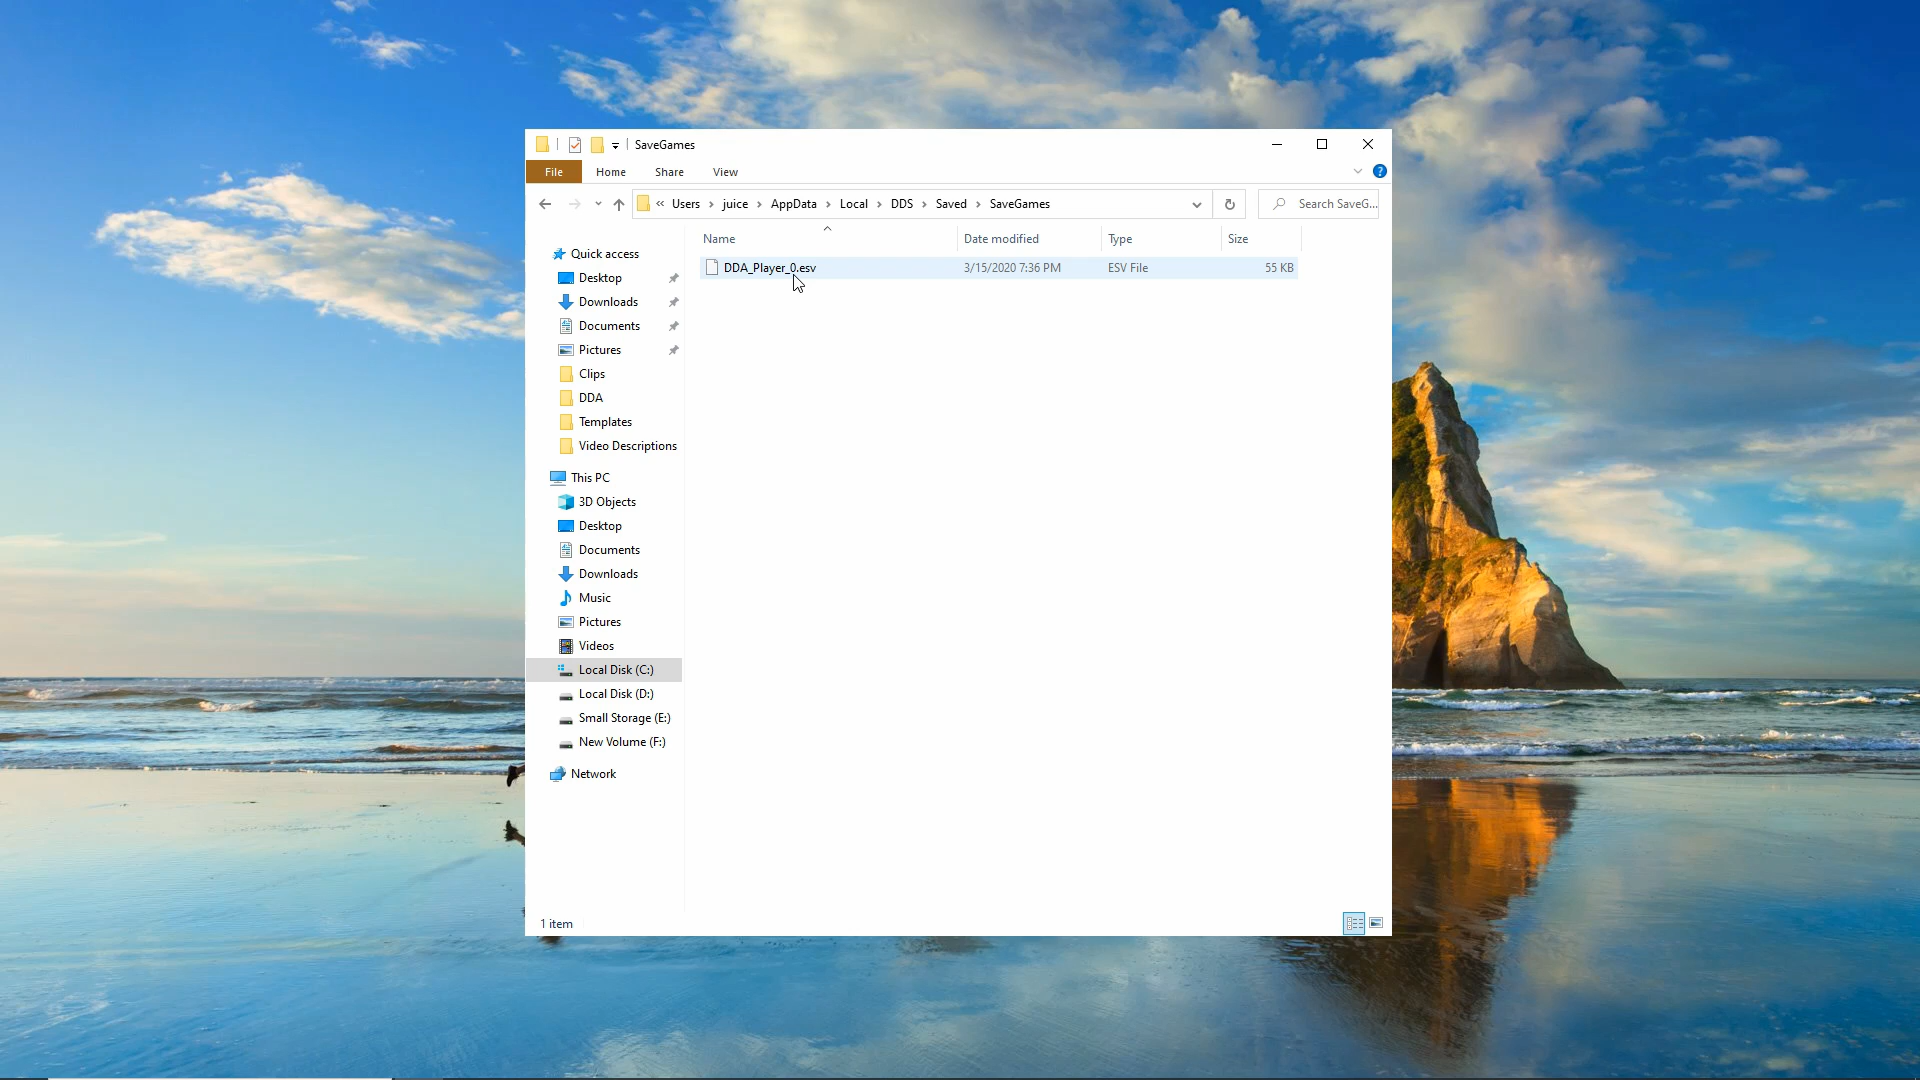 SaveGames
File Home Share View
« Users › juice › AppData › Local › DDS › Saved › SaveGames
Search SaveG...
Name Date modified Type Size
DDA_Player_0.esv 3/15/2020 7:36 PM ESV File 55 KB
Quick access
Desktop
Downloads
Documents
Pictures
Clips
DDA
Templates
Video Descriptions
This PC
3D Objects
Desktop
Documents
Downloads
Music
Pictures
Videos
Local Disk (C:)
Local Disk (D:)
Small Storage (E:)
New Volume (F:)
Network
1 item